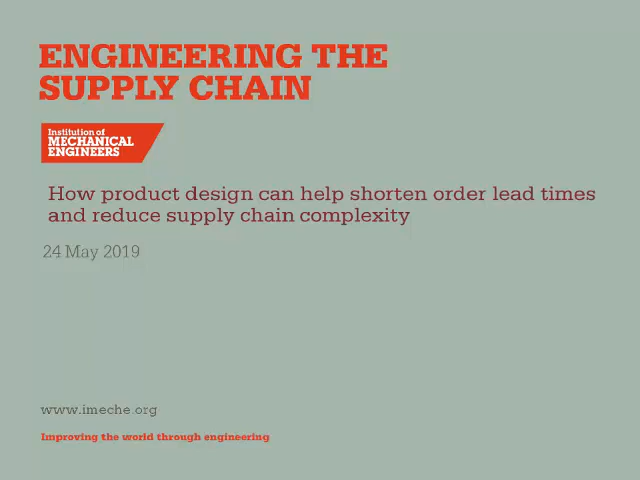 ENGINEERING THE
SUPPLY CHAIN
Institution of
MECHANICAL
ENGINEERS
How product design can help shorten order lead times
and reduce supply chain complexity
24 May 2019
www.imeche.org
Improving the world through engineering